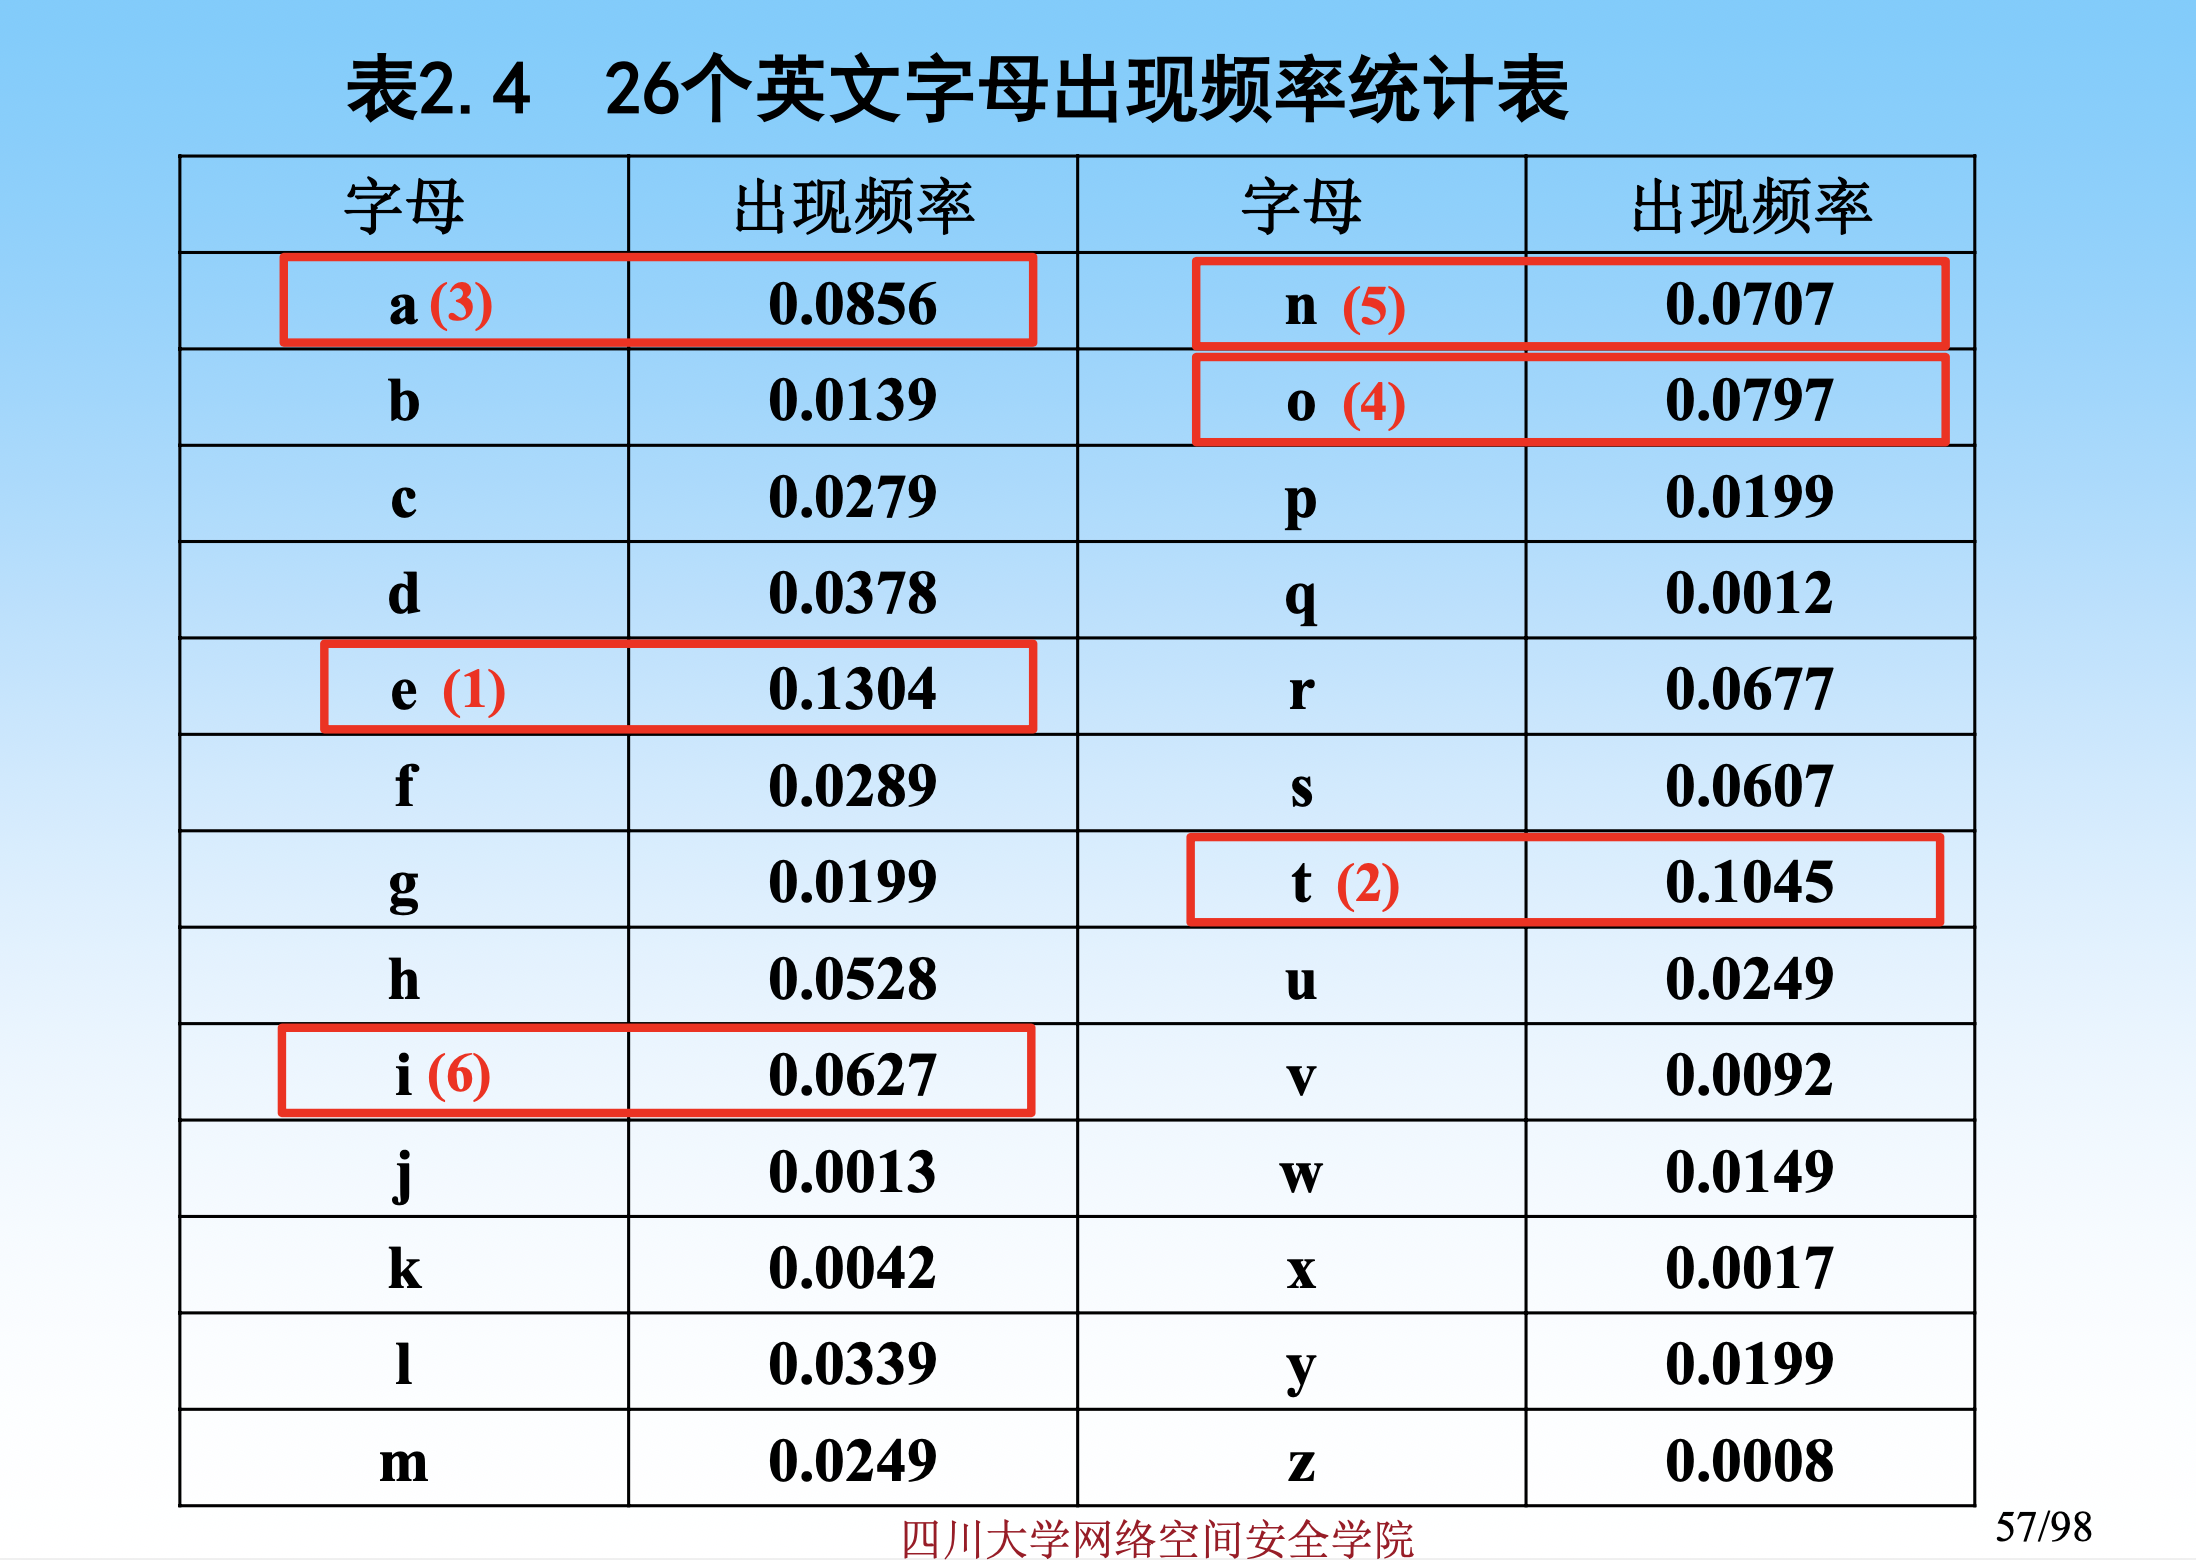 表2.4 26个英文字母出现频率统计表
字母 出现频率 字母 出现频率
a (3) 0.0856 n (5) 0.0707
b 0.0139 o (4) 0.0797
c 0.0279 p 0.0199
d 0.0378 q 0.0012
e (1) 0.1304 r 0.0677
f 0.0289 s 0.0607
g 0.0199 t (2) 0.1045
h 0.0528 u 0.0249
i (6) 0.0627 v 0.0092
j 0.0013 w 0.0149
k 0.0042 x 0.0017
l 0.0339 y 0.0199
m 0.0249 z 0.0008
四川大学网络空间安全学院
57/98